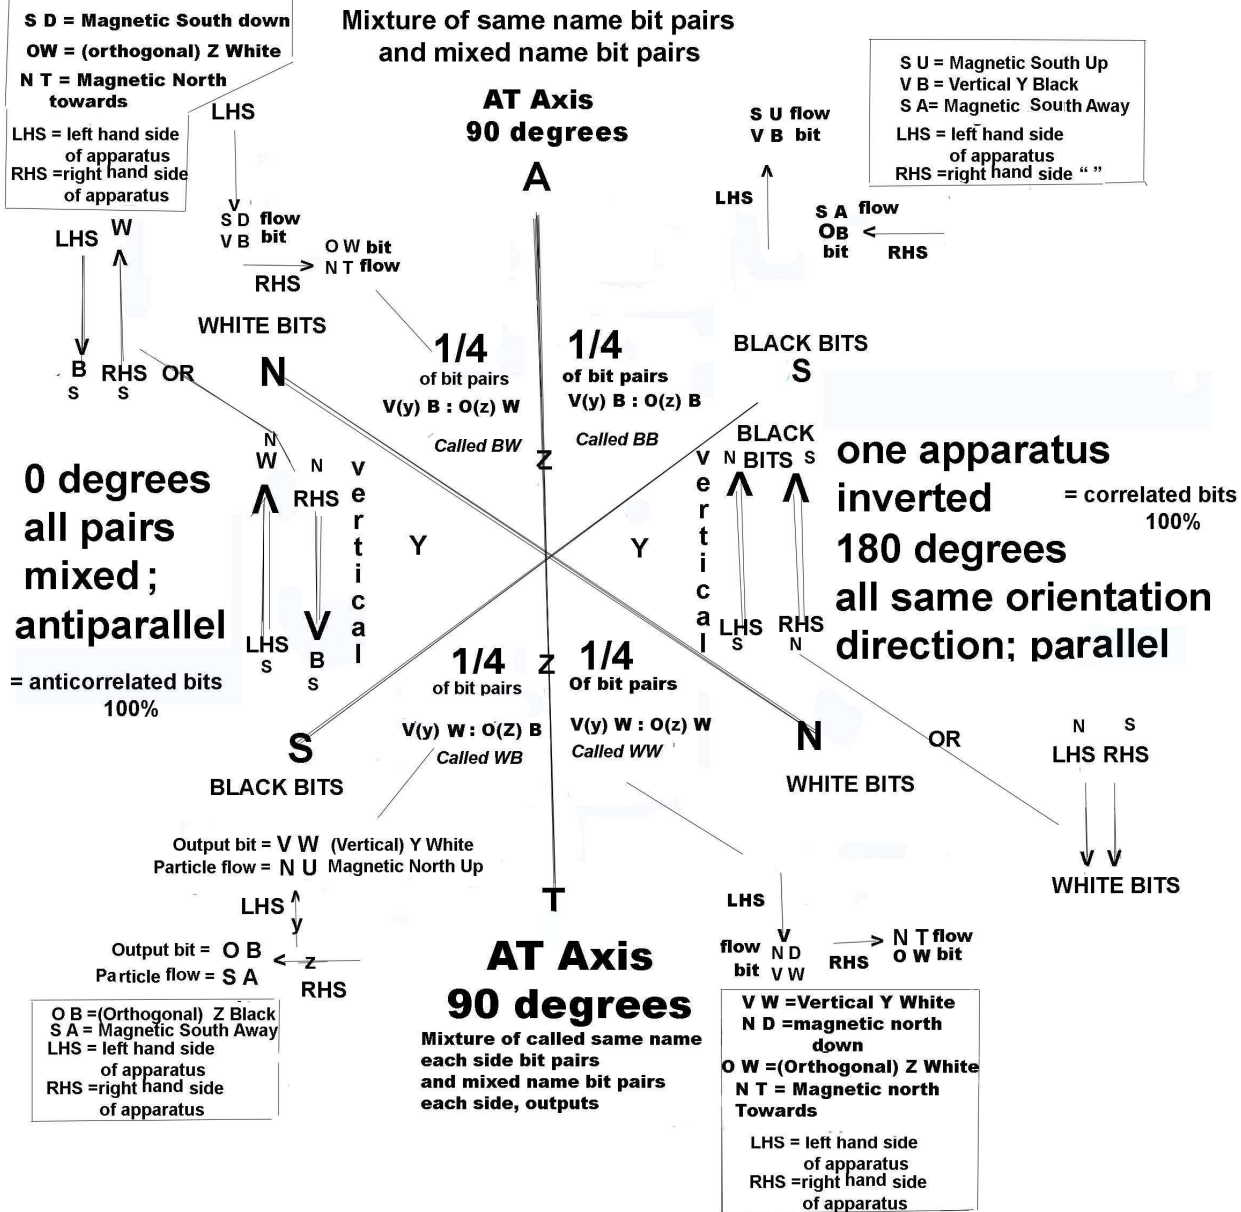 S D = Magnetic South down
OW = (orthogonal) Z White
N T = Magnetic North
towards
LHS = left hand side
of apparatus
RHS =right hand side
of apparatus
Mixture of same name bit pairs
and mixed name bit pairs
AT Axis
90 degrees
A
S U = Magnetic South Up
V B = Vertical Y Black
S A= Magnetic South Away
LHS = left hand side
of apparatus
RHS =right hand side “ ”
LHS
V
S D flow
V B bit
O W bit
N T flow
>
RHS
WHITE BITS
N
LHS
W
Λ
V
B
S
RHS
S
OR
S U flow
V B bit
Λ
LHS
S A flow
OB <
bit
RHS
BLACK BITS
S
1/4
of bit pairs
V(y) B : O(z) W
Called BW
1/4
of bit pairs
V(y) B : O(z) B
Called BB
Z
0 degrees
all pairs
mixed ;
antiparallel
= anticorrelated bits
100%
N
W
Λ
LHS
S
N
RHS
V
B
S
vertical
Y
Y
vertical
BLACK
N BITS S
Λ Λ
LHS
S
RHS
N
one apparatus
inverted
= correlated bits
100%
180 degrees
all same orientation
direction; parallel
1/4
of bit pairs
V(y) W : O(Z) B
Called WB
Z
1/4
Of bit pairs
V(y) W : O(z) W
Called WW
S
BLACK BITS
N
WHITE BITS
OR
N S
LHS RHS
V V
WHITE BITS
Output bit = V W (Vertical) Y White
Particle flow = N U Magnetic North Up
LHS
Λ
y
Output bit = O B
Particle flow = S A
< z
RHS
O B =(Orthogonal) Z Black
S A = Magnetic South Away
LHS = left hand side
of apparatus
RHS =right hand side
of apparatus
T
AT Axis
90 degrees
Mixture of called same name
each side bit pairs
and mixed name bit pairs
each side, outputs
LHS
V
flow N D
bit V W
>
RHS
N T flow
O W bit
V W =Vertical Y White
N D =magnetic north
down
O W =(Orthogonal) Z White
N T = Magnetic north
Towards
LHS = left hand side
of apparatus
RHS =right hand side
of apparatus